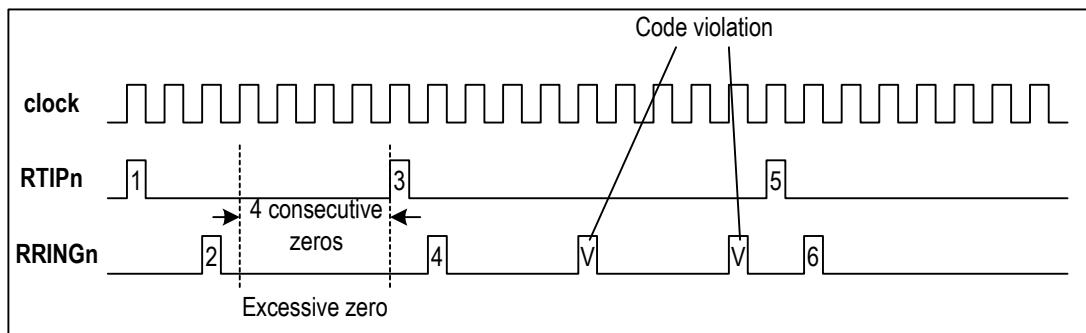 Code violation
clock
RTIPn
1
3
5
4 consecutive
zeros
RRINGn
2
4
V
V
6
Excessive zero